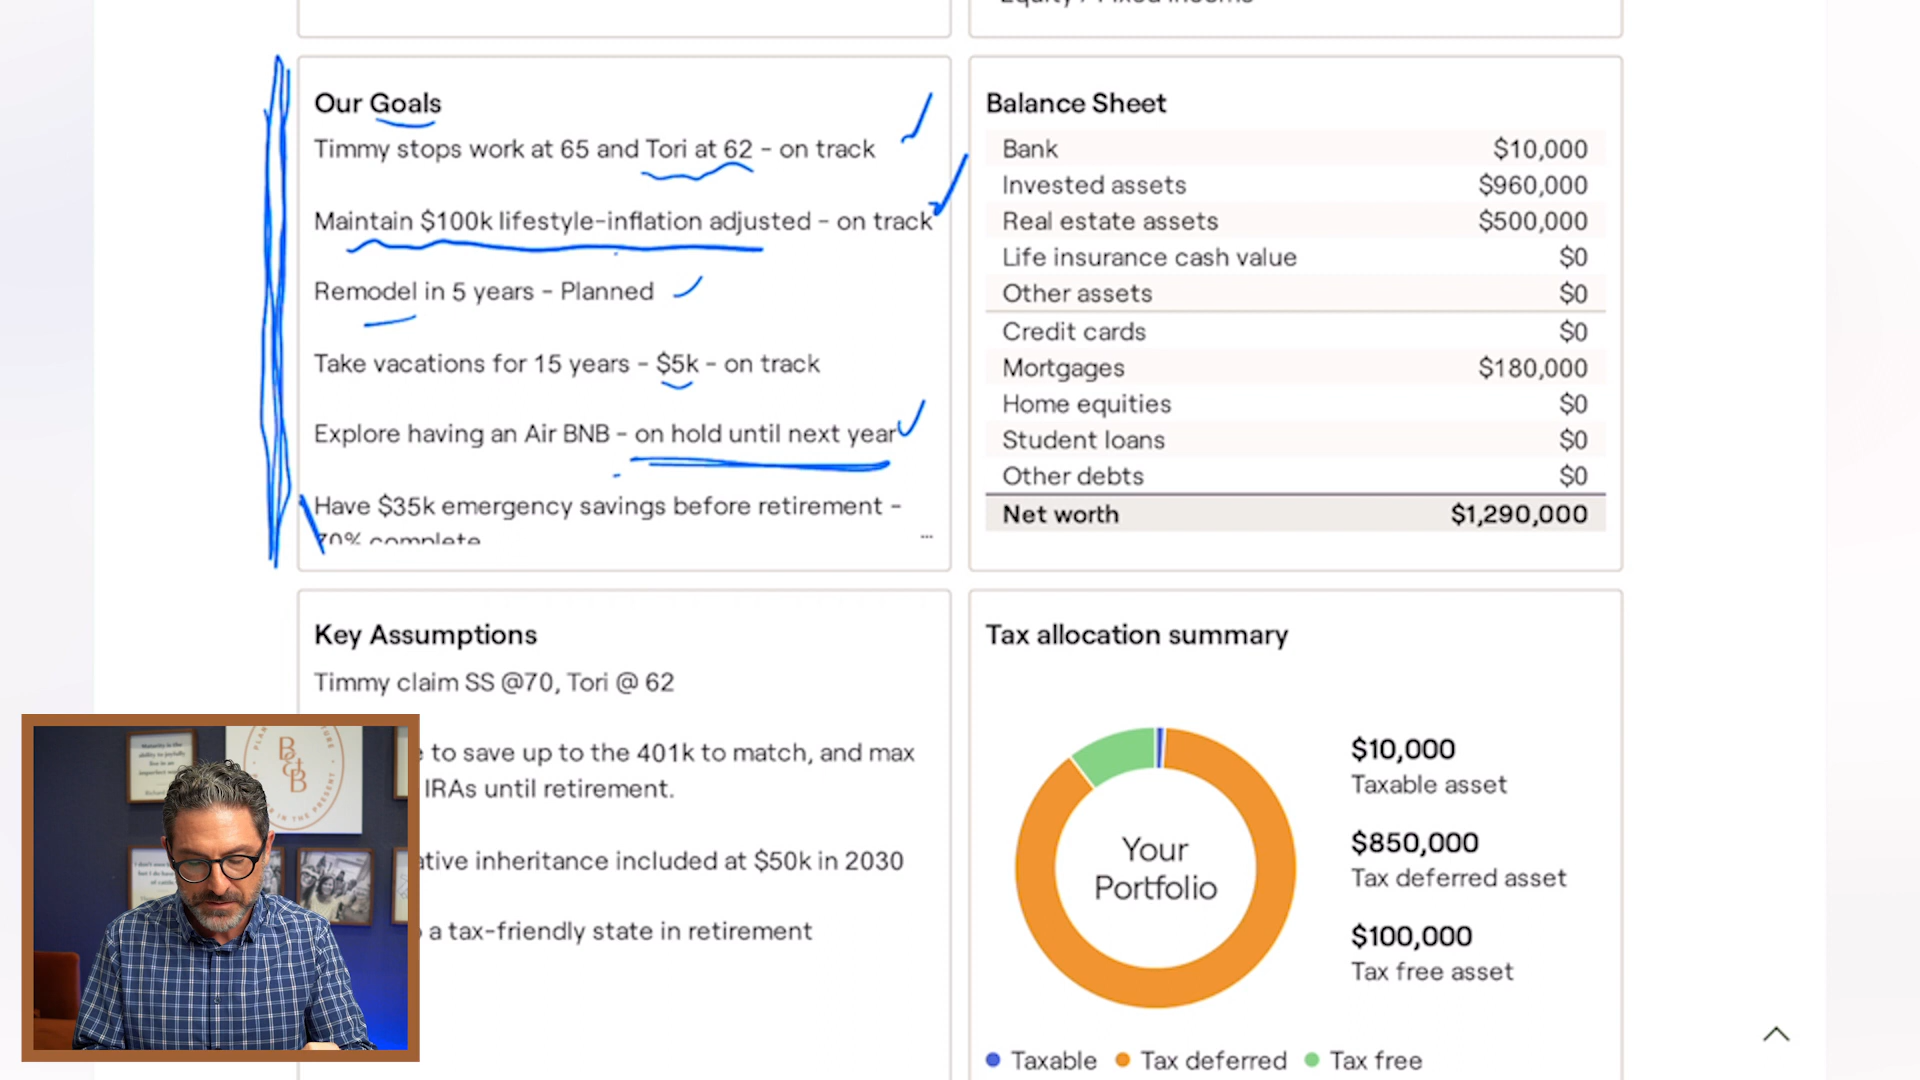 Our Goals
Timmy stops work at 65 and Tori at 62 - on track
Maintain $100k lifestyle-inflation adjusted - on track
Remodel in 5 years - Planned
Take vacations for 15 years - $5k - on track
Explore having an Air BNB - on hold until next year
Have $35k emergency savings before retirement -
70% complete
...
Balance Sheet
Bank $10,000
Invested assets $960,000
Real estate assets $500,000
Life insurance cash value $0
Other assets $0
Credit cards $0
Mortgages $180,000
Home equities $0
Student loans $0
Other debts $0
Net worth $1,290,000
Key Assumptions
Timmy claim SS @70, Tori @ 62
to save up to the 401k to match, and max
IRAs until retirement.
inheritance included at $50k in 2030
a tax-friendly state in retirement
Tax allocation summary
Your
Portfolio
$10,000
Taxable asset
$850,000
Tax deferred asset
$100,000
Tax free asset
Taxable Tax deferred Tax free
B&B
IN THE PRESENT